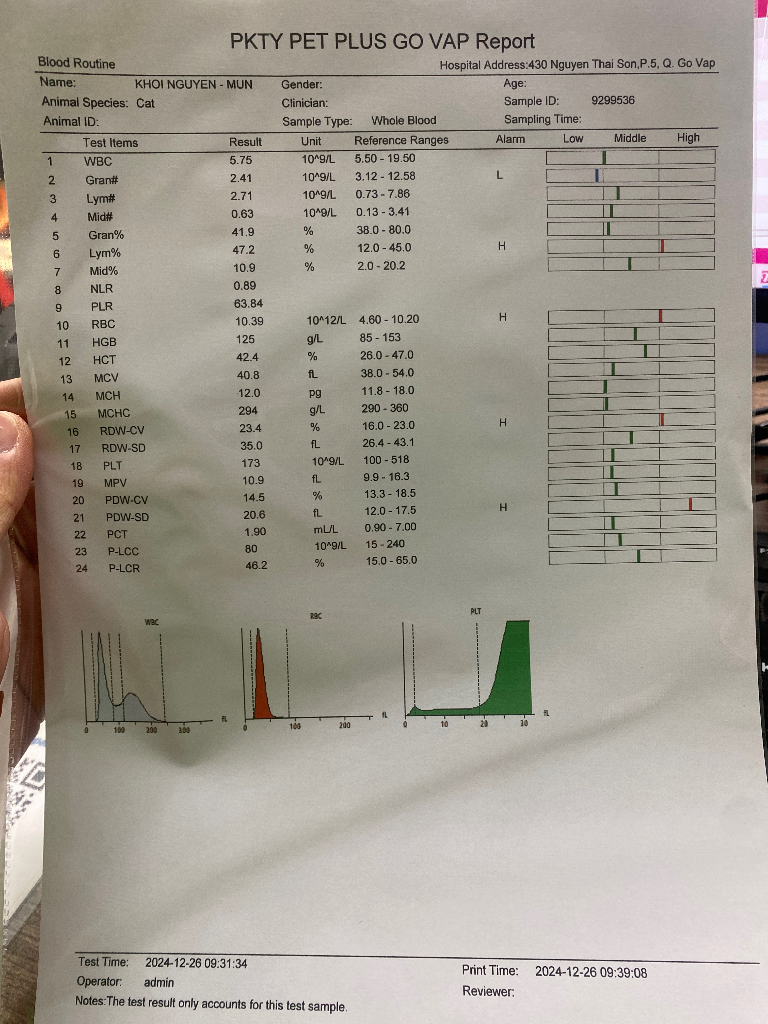 PKTY PET PLUS GO VAP Report
Blood Routine Hospital Address:430 Nguyen Thai Son,P.5, Q. Go Vap
Name: KHOI NGUYEN - MUN Gender: Age:
Animal Species: Cat Clinician: Sample ID: 9299536
Animal ID: Sample Type: Whole Blood Sampling Time:
Test Items Result Unit Reference Ranges Alarm Low Middle High
1 WBC 5.75 10^9/L 5.50 - 19.50
2 Gran# 2.41 10^9/L 3.12 - 12.58 L
3 Lym# 2.71 10^9/L 0.73 - 7.86
4 Mid# 0.63 10^9/L 0.13 - 3.41
5 Gran% 41.9 % 38.0 - 80.0
6 Lym% 47.2 % 12.0 - 45.0 H
7 Mid% 10.9 % 2.0 - 20.2
8 NLR 0.89
9 PLR 63.84
10 RBC 10.39 10^12/L 4.60 - 10.20 H
11 HGB 125 g/L 85 - 153
12 HCT 42.4 % 26.0 - 47.0
13 MCV 40.8 fL 38.0 - 54.0
14 MCH 12.0 pg 11.8 - 18.0
15 MCHC 294 g/L 290 - 360
16 RDW-CV 23.4 % 16.0 - 23.0 H
17 RDW-SD 35.0 fL 26.4 - 43.1
18 PLT 173 10^9/L 100 - 518
19 MPV 10.9 fL 9.9 - 16.3
20 PDW-CV 14.5 % 13.3 - 18.5
21 PDW-SD 20.6 fL 12.0 - 17.5 H
22 PCT 1.90 mL/L 0.90 - 7.00
23 P-LCC 80 10^9/L 15 - 240
24 P-LCR 46.2 % 15.0 - 65.0
WBC RBC PLT
fL fL fL
0 100 200 300 0 100 200 0 10 20 30
Test Time: 2024-12-26 09:31:34 Print Time: 2024-12-26 09:39:08
Operator: admin Reviewer:
Notes:The test result only accounts for this test sample.